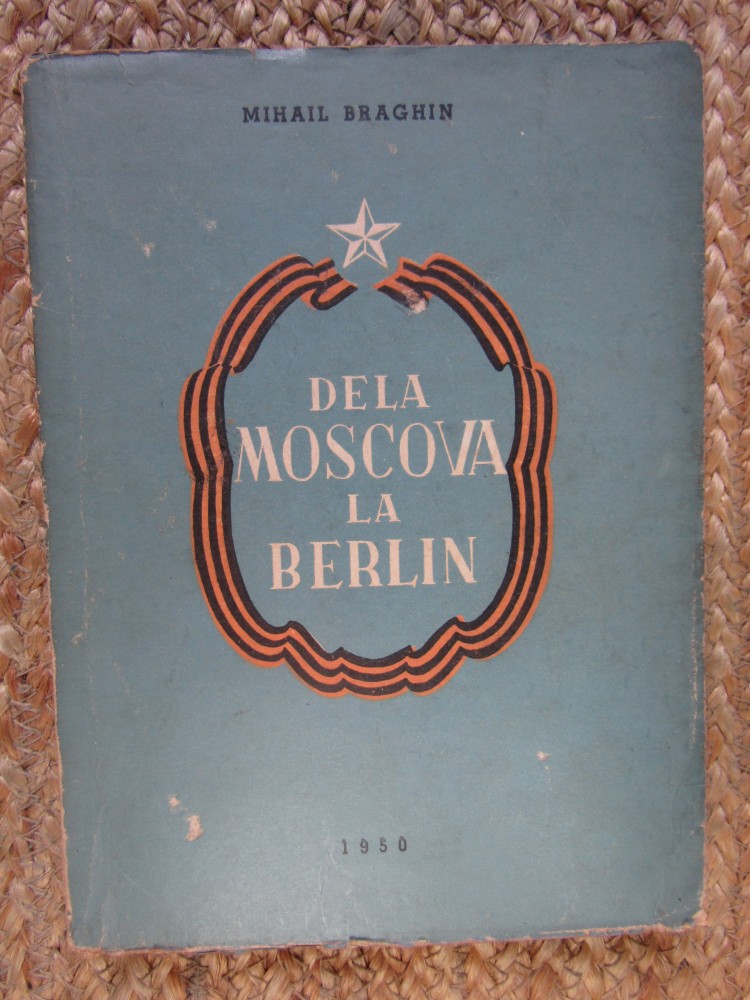 MIHAIL BRAGHIN
DELA
MOSCOVA
LA
BERLIN
1950